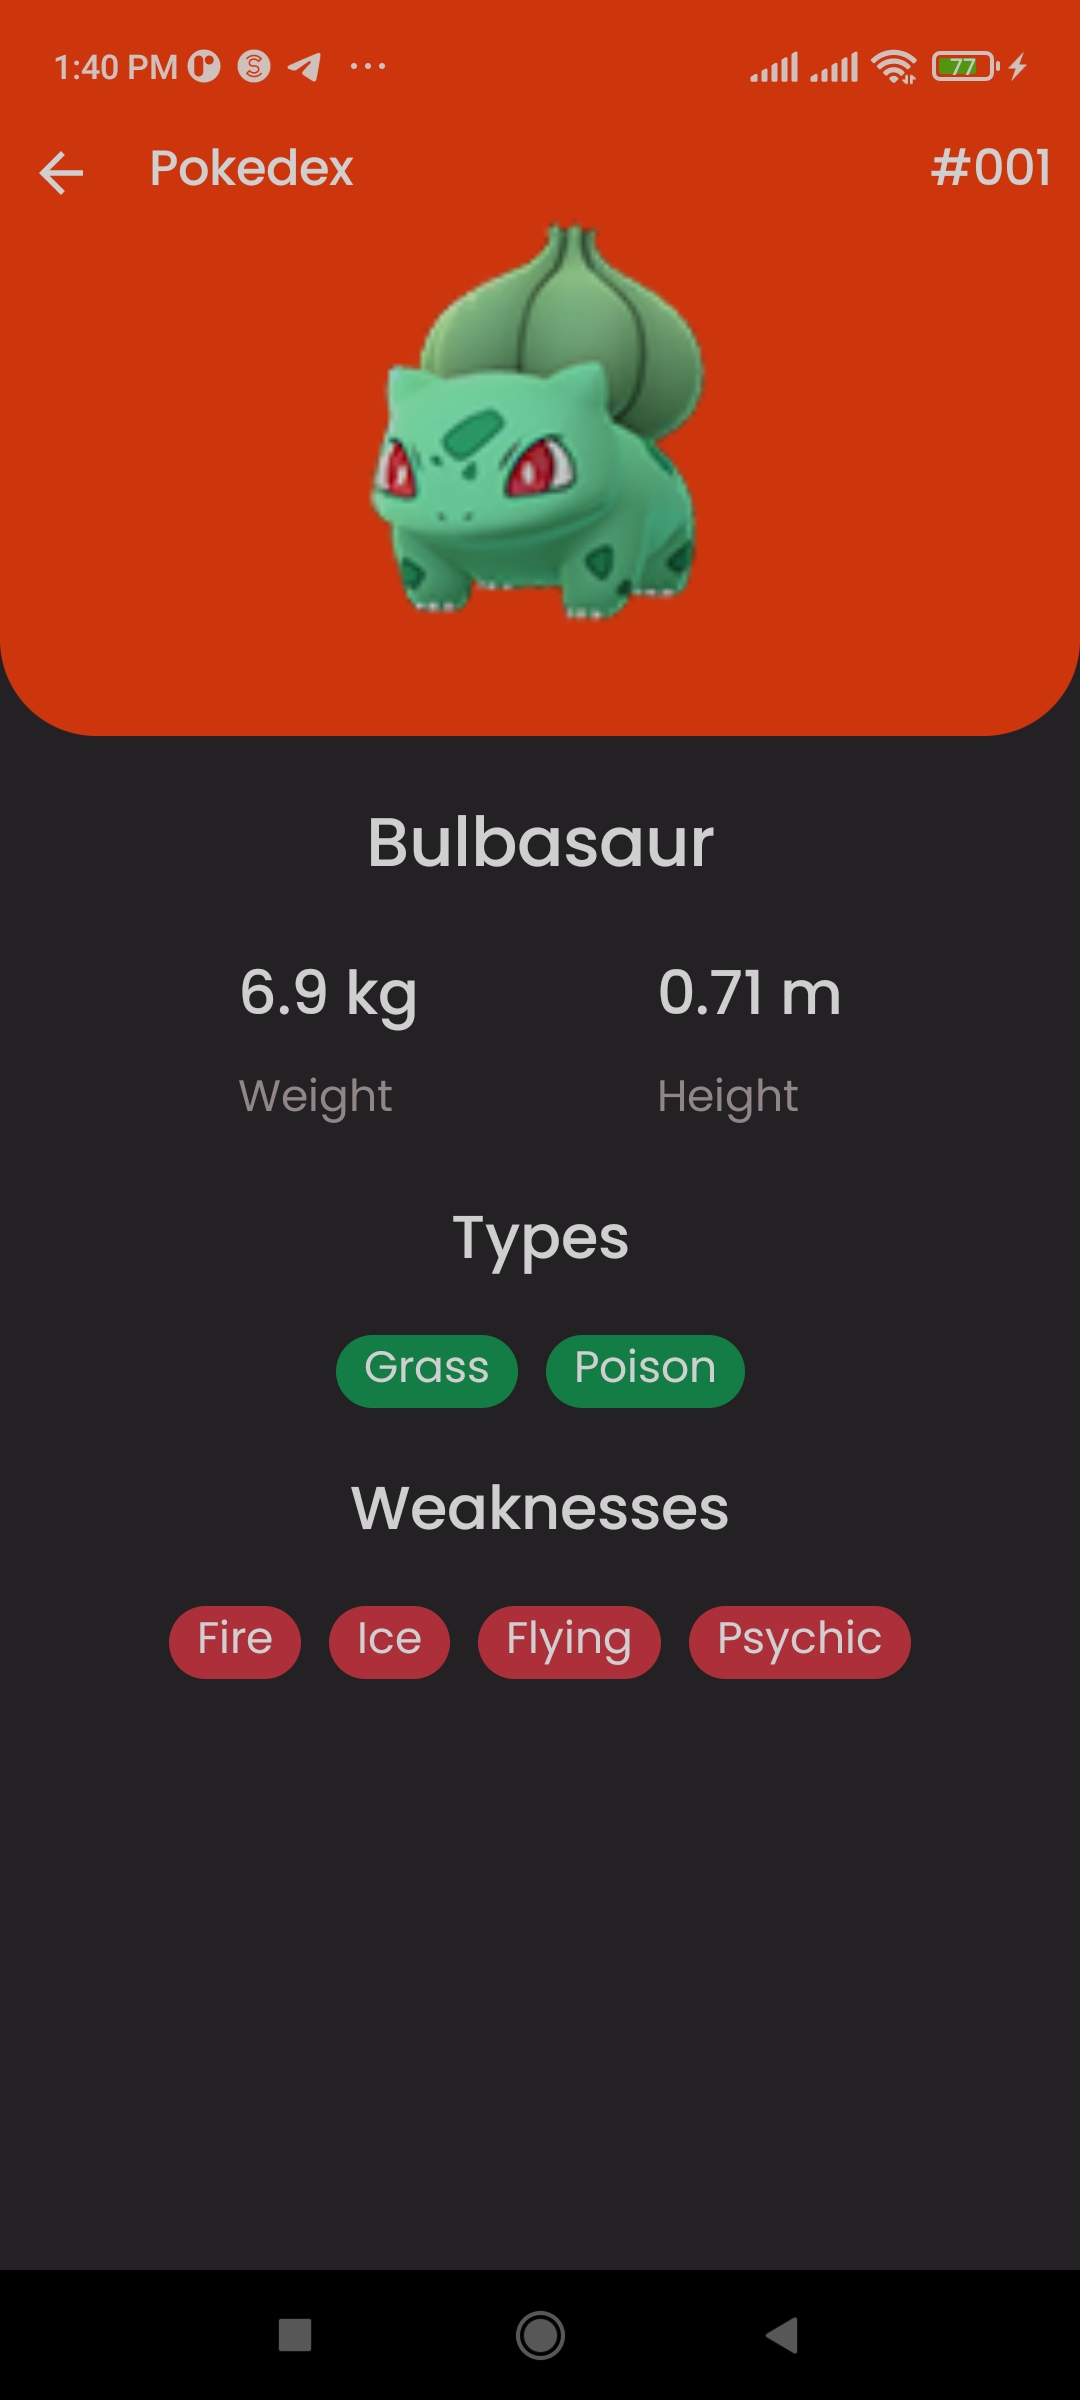 1:40 PM ... 77
Pokedex #001
Bulbasaur
6.9 kg 0.71 m
Weight Height
Types
Grass Poison
Weaknesses
Fire Ice Flying Psychic